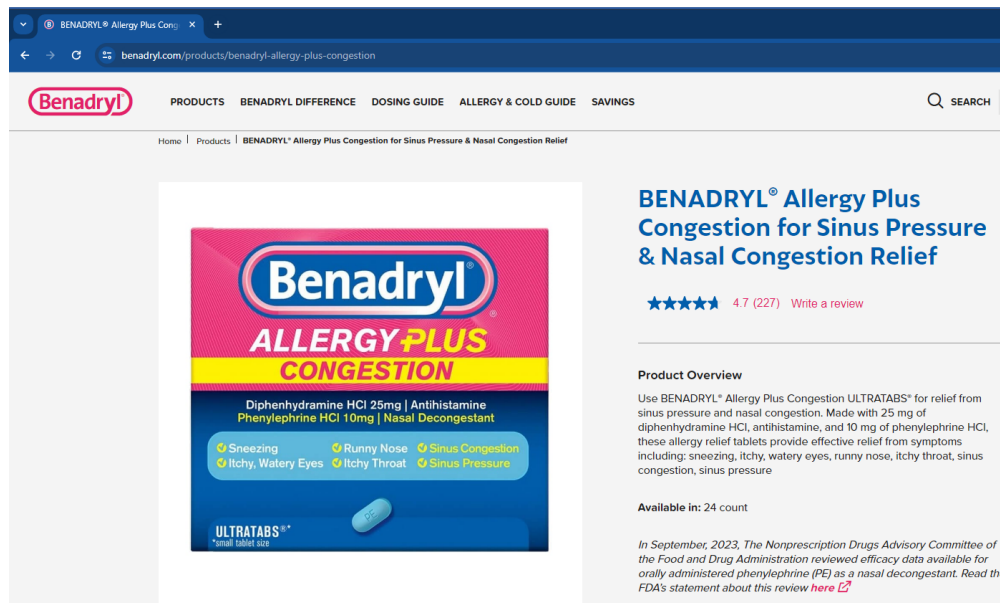 BENADRYL® Allergy Plus Cong
benadryl.com/products/benadryl-allergy-plus-congestion
Benadryl
PRODUCTS BENADRYL DIFFERENCE DOSING GUIDE ALLERGY & COLD GUIDE SAVINGS SEARCH
Home Products BENADRYL® Allergy Plus Congestion for Sinus Pressure & Nasal Congestion Relief
Benadryl®
ALLERGY PLUS
CONGESTION
Diphenhydramine HCl 25mg | Antihistamine
Phenylephrine HCl 10mg | Nasal Decongestant
Sneezing Runny Nose Sinus Congestion
Itchy, Watery Eyes Itchy Throat Sinus Pressure
PE
ULTRATABS®*
*small tablet size
BENADRYL® Allergy Plus
Congestion for Sinus Pressure
& Nasal Congestion Relief
4.7 (227) Write a review
Product Overview
Use BENADRYL® Allergy Plus Congestion ULTRATABS® for relief from
sinus pressure and nasal congestion. Made with 25 mg of
diphenhydramine HCl, antihistamine, and 10 mg of phenylephrine HCl,
these allergy relief tablets provide effective relief from symptoms
including: sneezing, itchy, watery eyes, runny nose, itchy throat, sinus
congestion, sinus pressure
Available in: 24 count
In September, 2023, The Nonprescription Drugs Advisory Committee of
the Food and Drug Administration reviewed efficacy data available for
orally administered phenylephrine (PE) as a nasal decongestant. Read th
FDA's statement about this review here